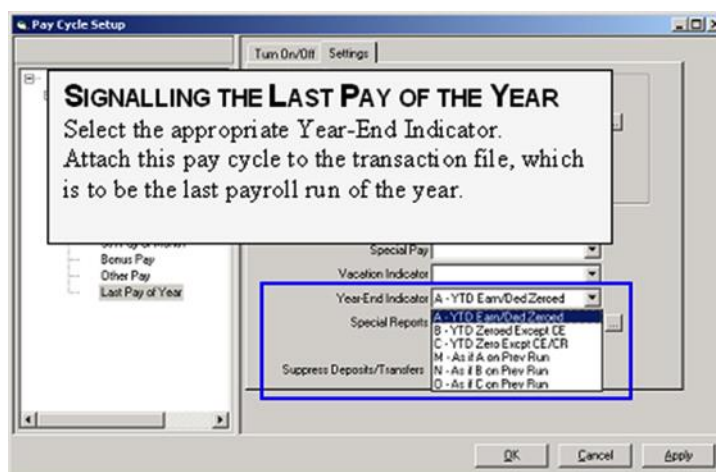 Pay Cycle Setup
Turn On/Off Settings
SIGNALLING THE LAST PAY OF THE YEAR
Select the appropriate Year-End Indicator.
Attach this pay cycle to the transaction file, which
is to be the last payroll run of the year.
Special Pay
Bonus Pay
Other Pay
Last Pay of Year
Vacation Indicator
Year-End Indicator A - YTD Earn/Ded Zeroed
Special Reports
A - YTD Earn/Ded Zeroed
B - YTD Zeroed Except CE
C - YTD Zero Excpt CE/CR
M - As if A on Prev Run
N - As if B on Prev Run
O - As if C on Prev Run
Suppress Deposits/Transfers
OK Cancel Apply